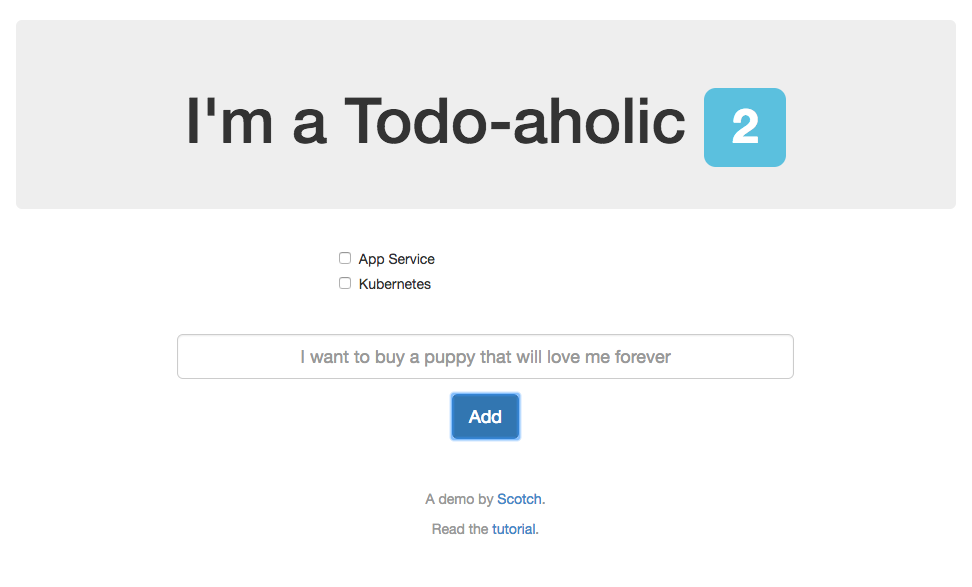 I'm a Todo-aholic 2
App Service
Kubernetes
I want to buy a puppy that will love me forever
Add
A demo by Scotch.
Read the tutorial.